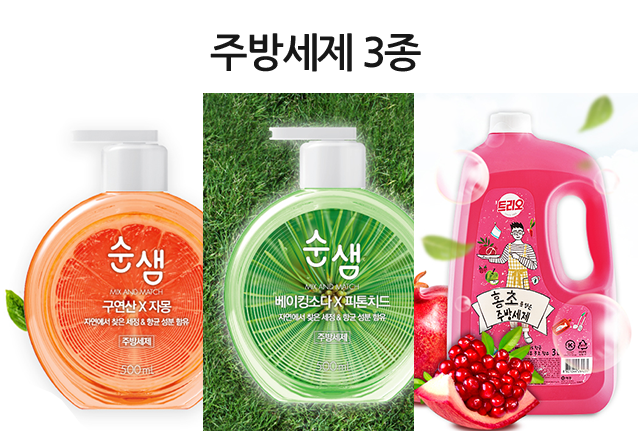 주방세제 3종
순샘
MIX AND MATCH
구연산 X 자몽
자연에서 찾은 세정 & 항균 성분 함유
주방세제
500ml
순샘
MIX AND MATCH
베이킹소다 X 피톤치드
자연에서 찾은 세정 & 항균 성분 함유
주방세제
500ml
트리오
홍초
주방세제